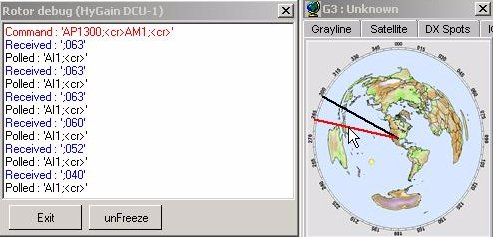 Rotor debug (HyGain DCU-1)
Command : 'AP1300;<cr>AM1;<cr>'
Received : ';063'
Polled : 'AI1;<cr>'
Received : ';063'
Polled : 'AI1;<cr>'
Received : ';063'
Polled : 'AI1;<cr>'
Received : ';060'
Polled : 'AI1;<cr>'
Received : ';052'
Polled : 'AI1;<cr>'
Received : ';040'
Polled : 'AI1;<cr>'
Exit unFreeze
G3 : Unknown
Grayline Satellite DX Spots